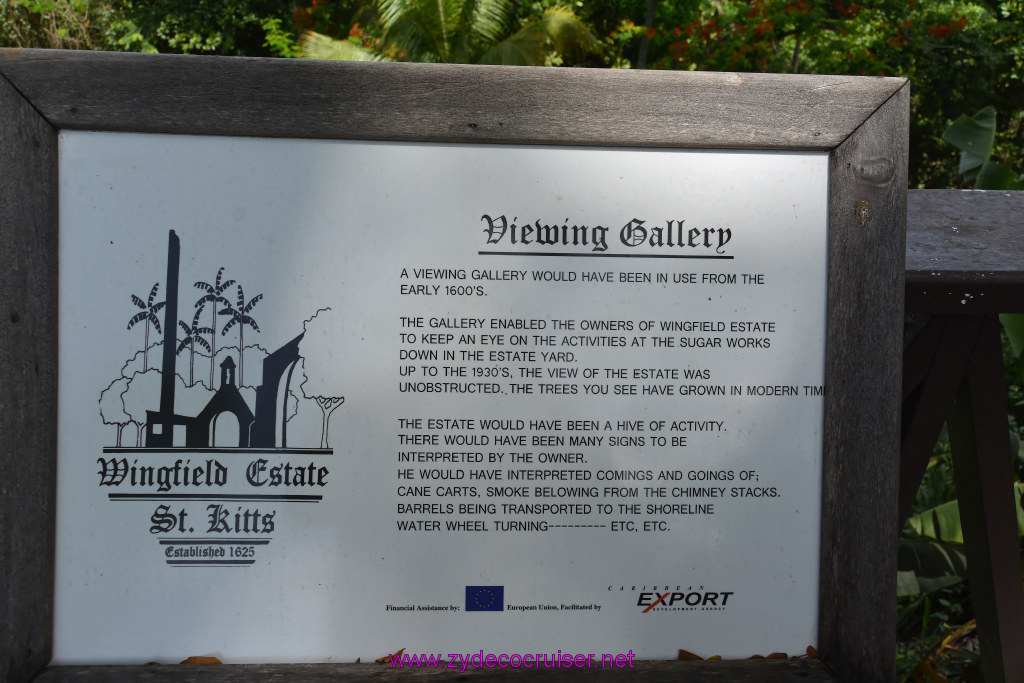 Viewing Gallery
A VIEWING GALLERY WOULD HAVE BEEN IN USE FROM THE
EARLY 1600'S.
THE GALLERY ENABLED THE OWNERS OF WINGFIELD ESTATE
TO KEEP AN EYE ON THE ACTIVITIES AT THE SUGAR WORKS
DOWN IN THE ESTATE YARD.
UP TO THE 1930'S, THE VIEW OF THE ESTATE WAS
UNOBSTRUCTED. THE TREES YOU SEE HAVE GROWN IN MODERN TIM
THE ESTATE WOULD HAVE BEEN A HIVE OF ACTIVITY.
THERE WOULD HAVE BEEN MANY SIGNS TO BE
INTERPRETED BY THE OWNER.
HE WOULD HAVE INTERPRETED COMINGS AND GOINGS OF;
CANE CARTS, SMOKE BELOWING FROM THE CHIMNEY STACKS.
BARRELS BEING TRANSPORTED TO THE SHORELINE
WATER WHEEL TURNING--------- ETC, ETC.
Wingfield Estate
St. Kitts
Established 1625
Financial Assistance by: European Union, Facilitated by
CARIBBEAN
EXPORT
DEVELOPMENT AGENCY
www.zydecocruiser.net